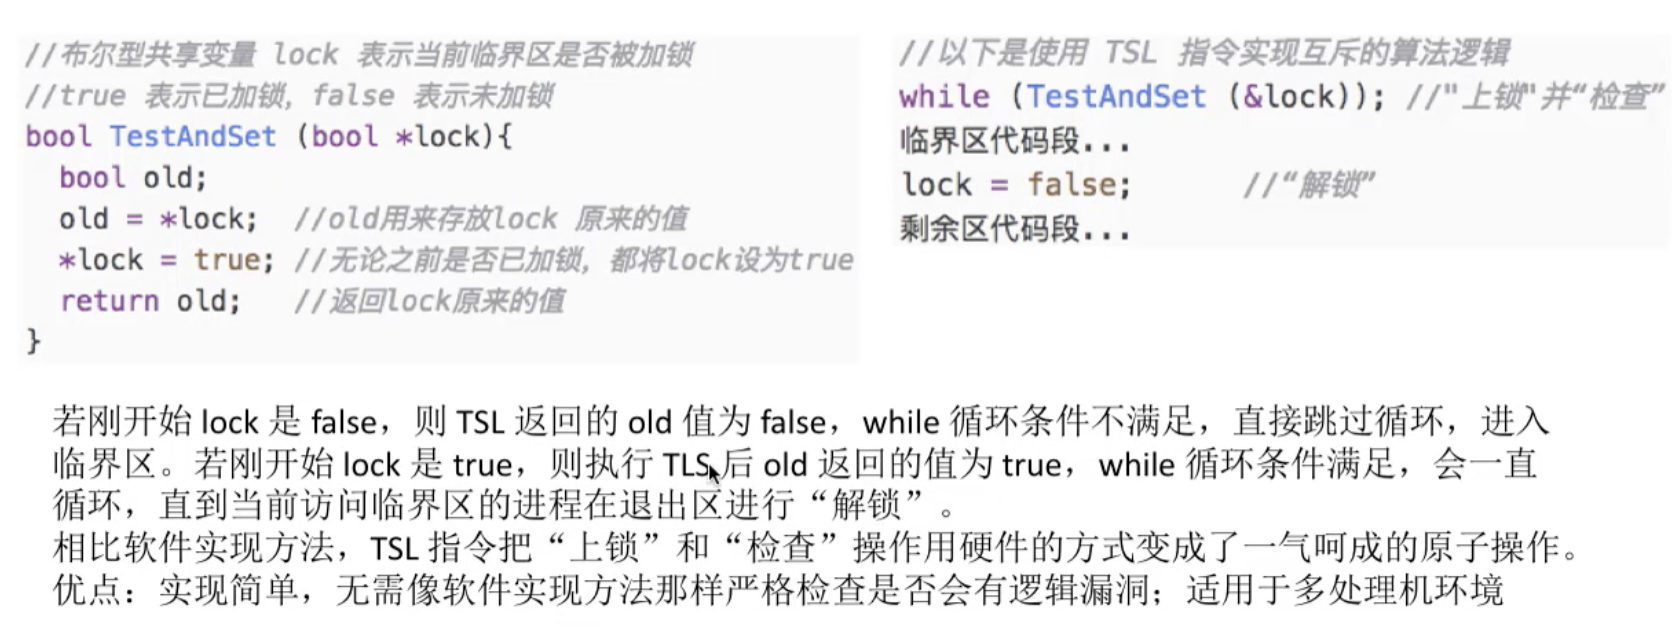 //布尔型共享变量 lock 表示当前临界区是否被加锁
//true 表示已加锁，false 表示未加锁
bool TestAndSet (bool *lock){
bool old;
old = *lock; //old用来存放lock 原来的值
*lock = true; //无论之前是否已加锁，都将lock设为true
return old; //返回lock原来的值
}
//以下是使用 TSL 指令实现互斥的算法逻辑
while (TestAndSet (&lock)); //"上锁"并“检查”
临界区代码段...
lock = false; //“解锁”
剩余区代码段...
若刚开始 lock 是 false，则 TSL 返回的 old 值为 false，while 循环条件不满足，直接跳过循环，进入
临界区。若刚开始 lock 是 true，则执行 TLS 后 old 返回的值为 true，while 循环条件满足，会一直
循环，直到当前访问临界区的进程在退出区进行“解锁”。
相比软件实现方法，TSL 指令把“上锁”和“检查”操作用硬件的方式变成了一气呵成的原子操作。
优点：实现简单，无需像软件实现方法那样严格检查是否会有逻辑漏洞；适用于多处理机环境